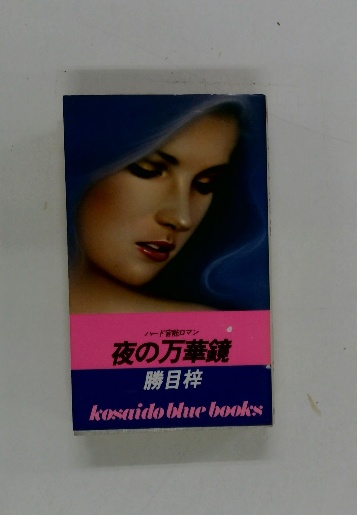 ハード官能ロマン
夜の万華鏡
勝目梓
kosaido blue books